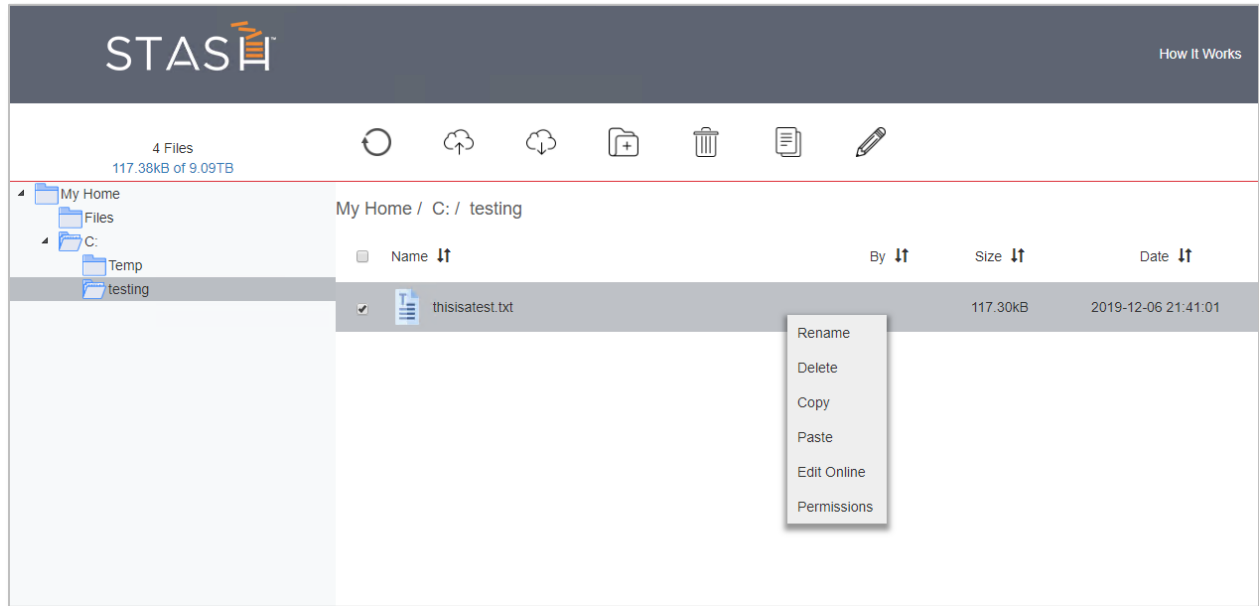 STASH™
How It Works
4 Files
117.38kB of 9.09TB
My Home
Files
C:
Temp
testing
My Home / C: / testing
Name By Size Date
thisisatest.txt 117.30kB 2019-12-06 21:41:01
Rename
Delete
Copy
Paste
Edit Online
Permissions